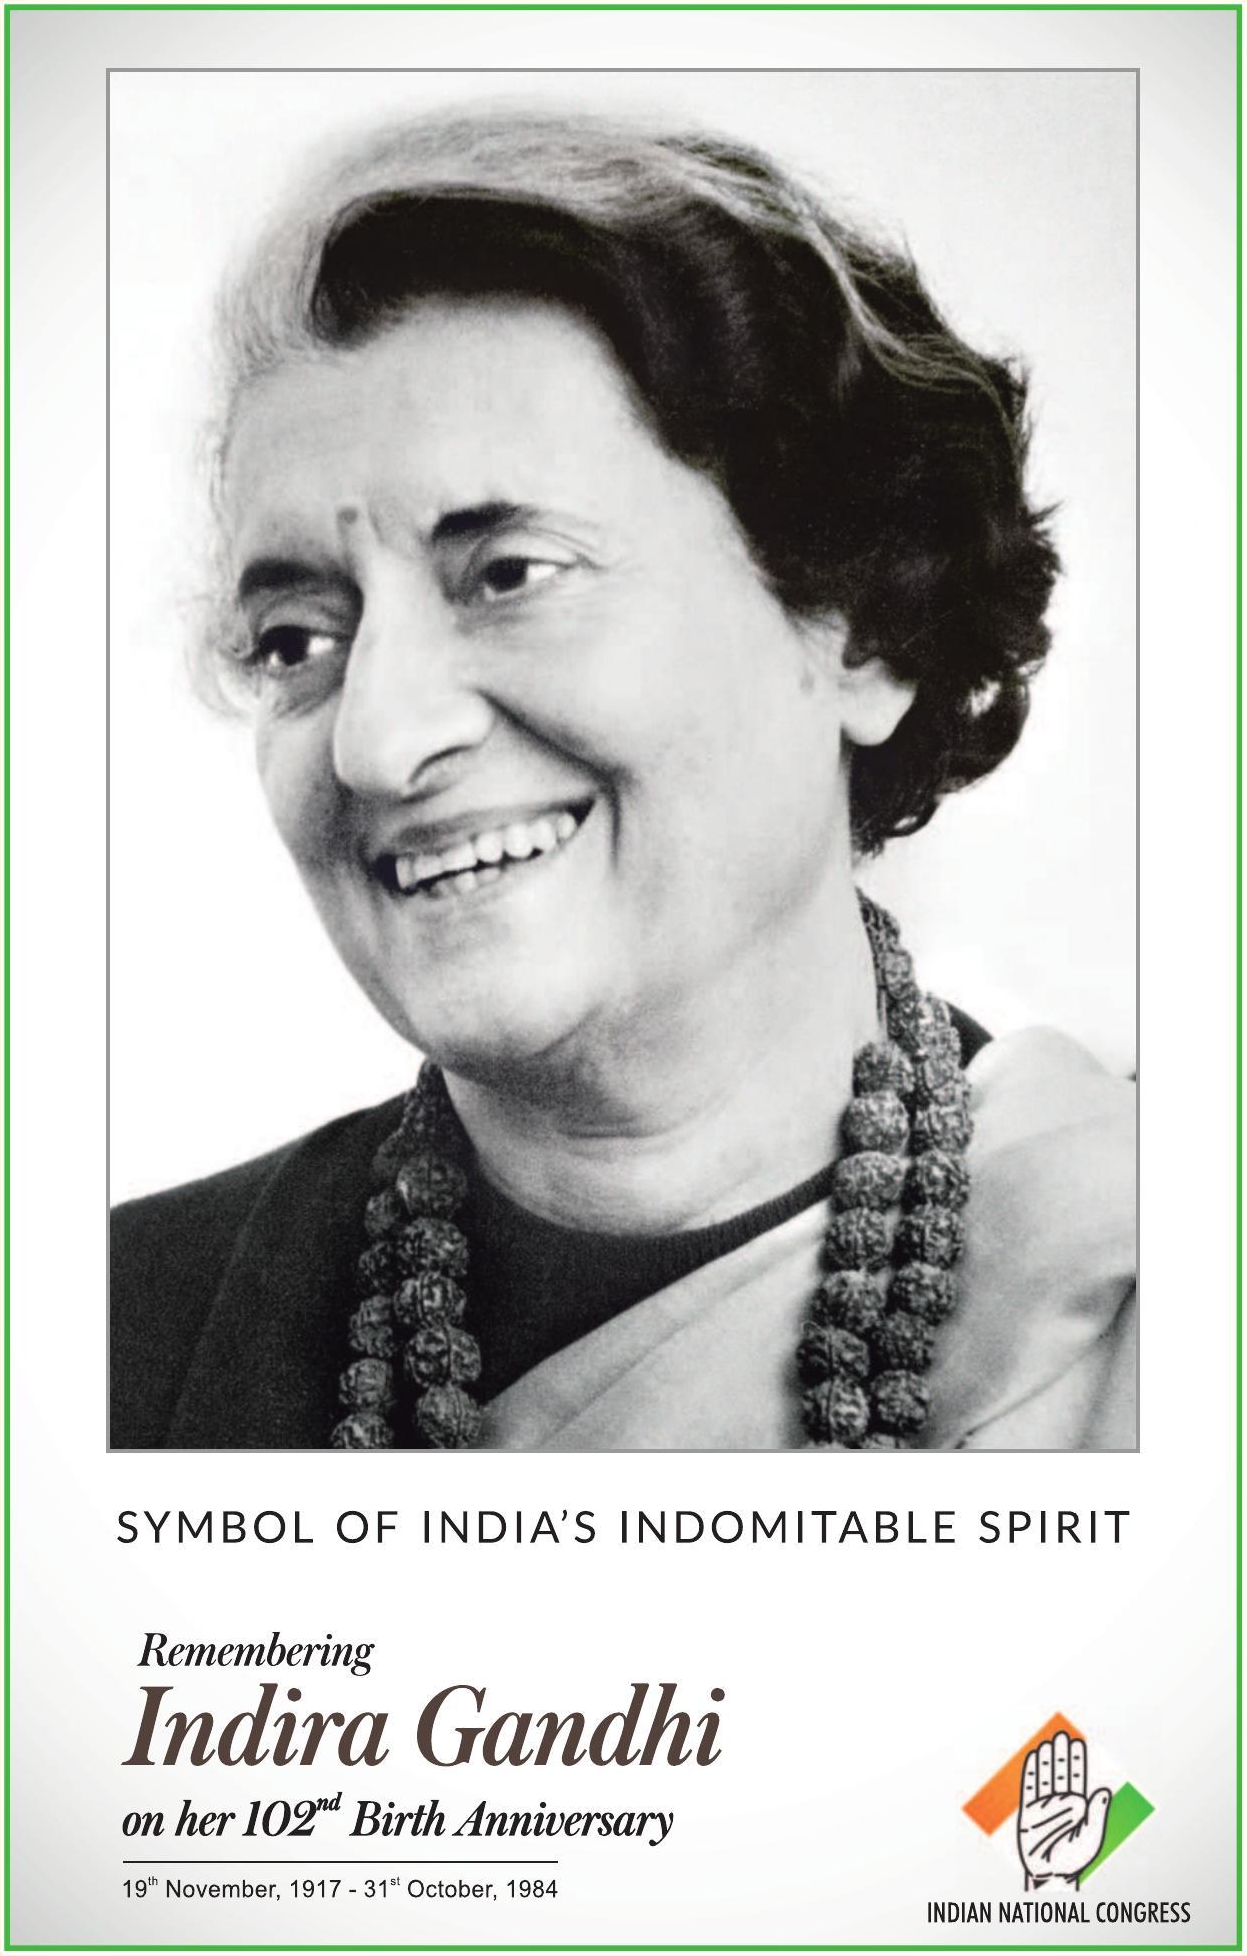 SYMBOL OF INDIA’S INDOMITABLE SPIRIT
Remembering
Indira Gandhi
on her 102nd Birth Anniversary
19th November, 1917 - 31st October, 1984
INDIAN NATIONAL CONGRESS